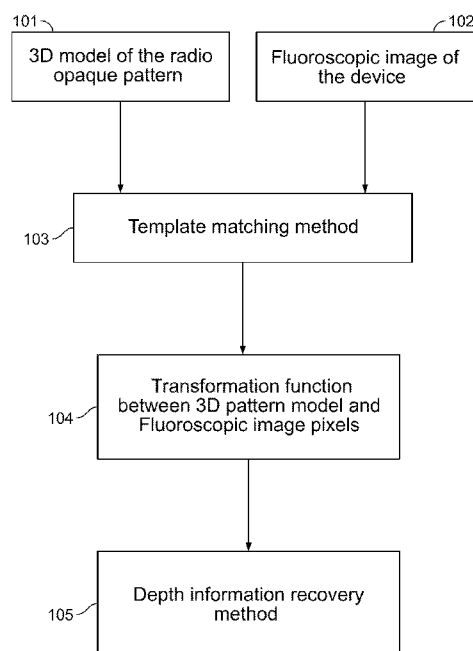 101
102
3D model of the radio
opaque pattern
Fluoroscopic image of
the device
Template matching method
103
Transformation function
between 3D pattern model and
Fluoroscopic image pixels
104
Depth information recovery
method
105